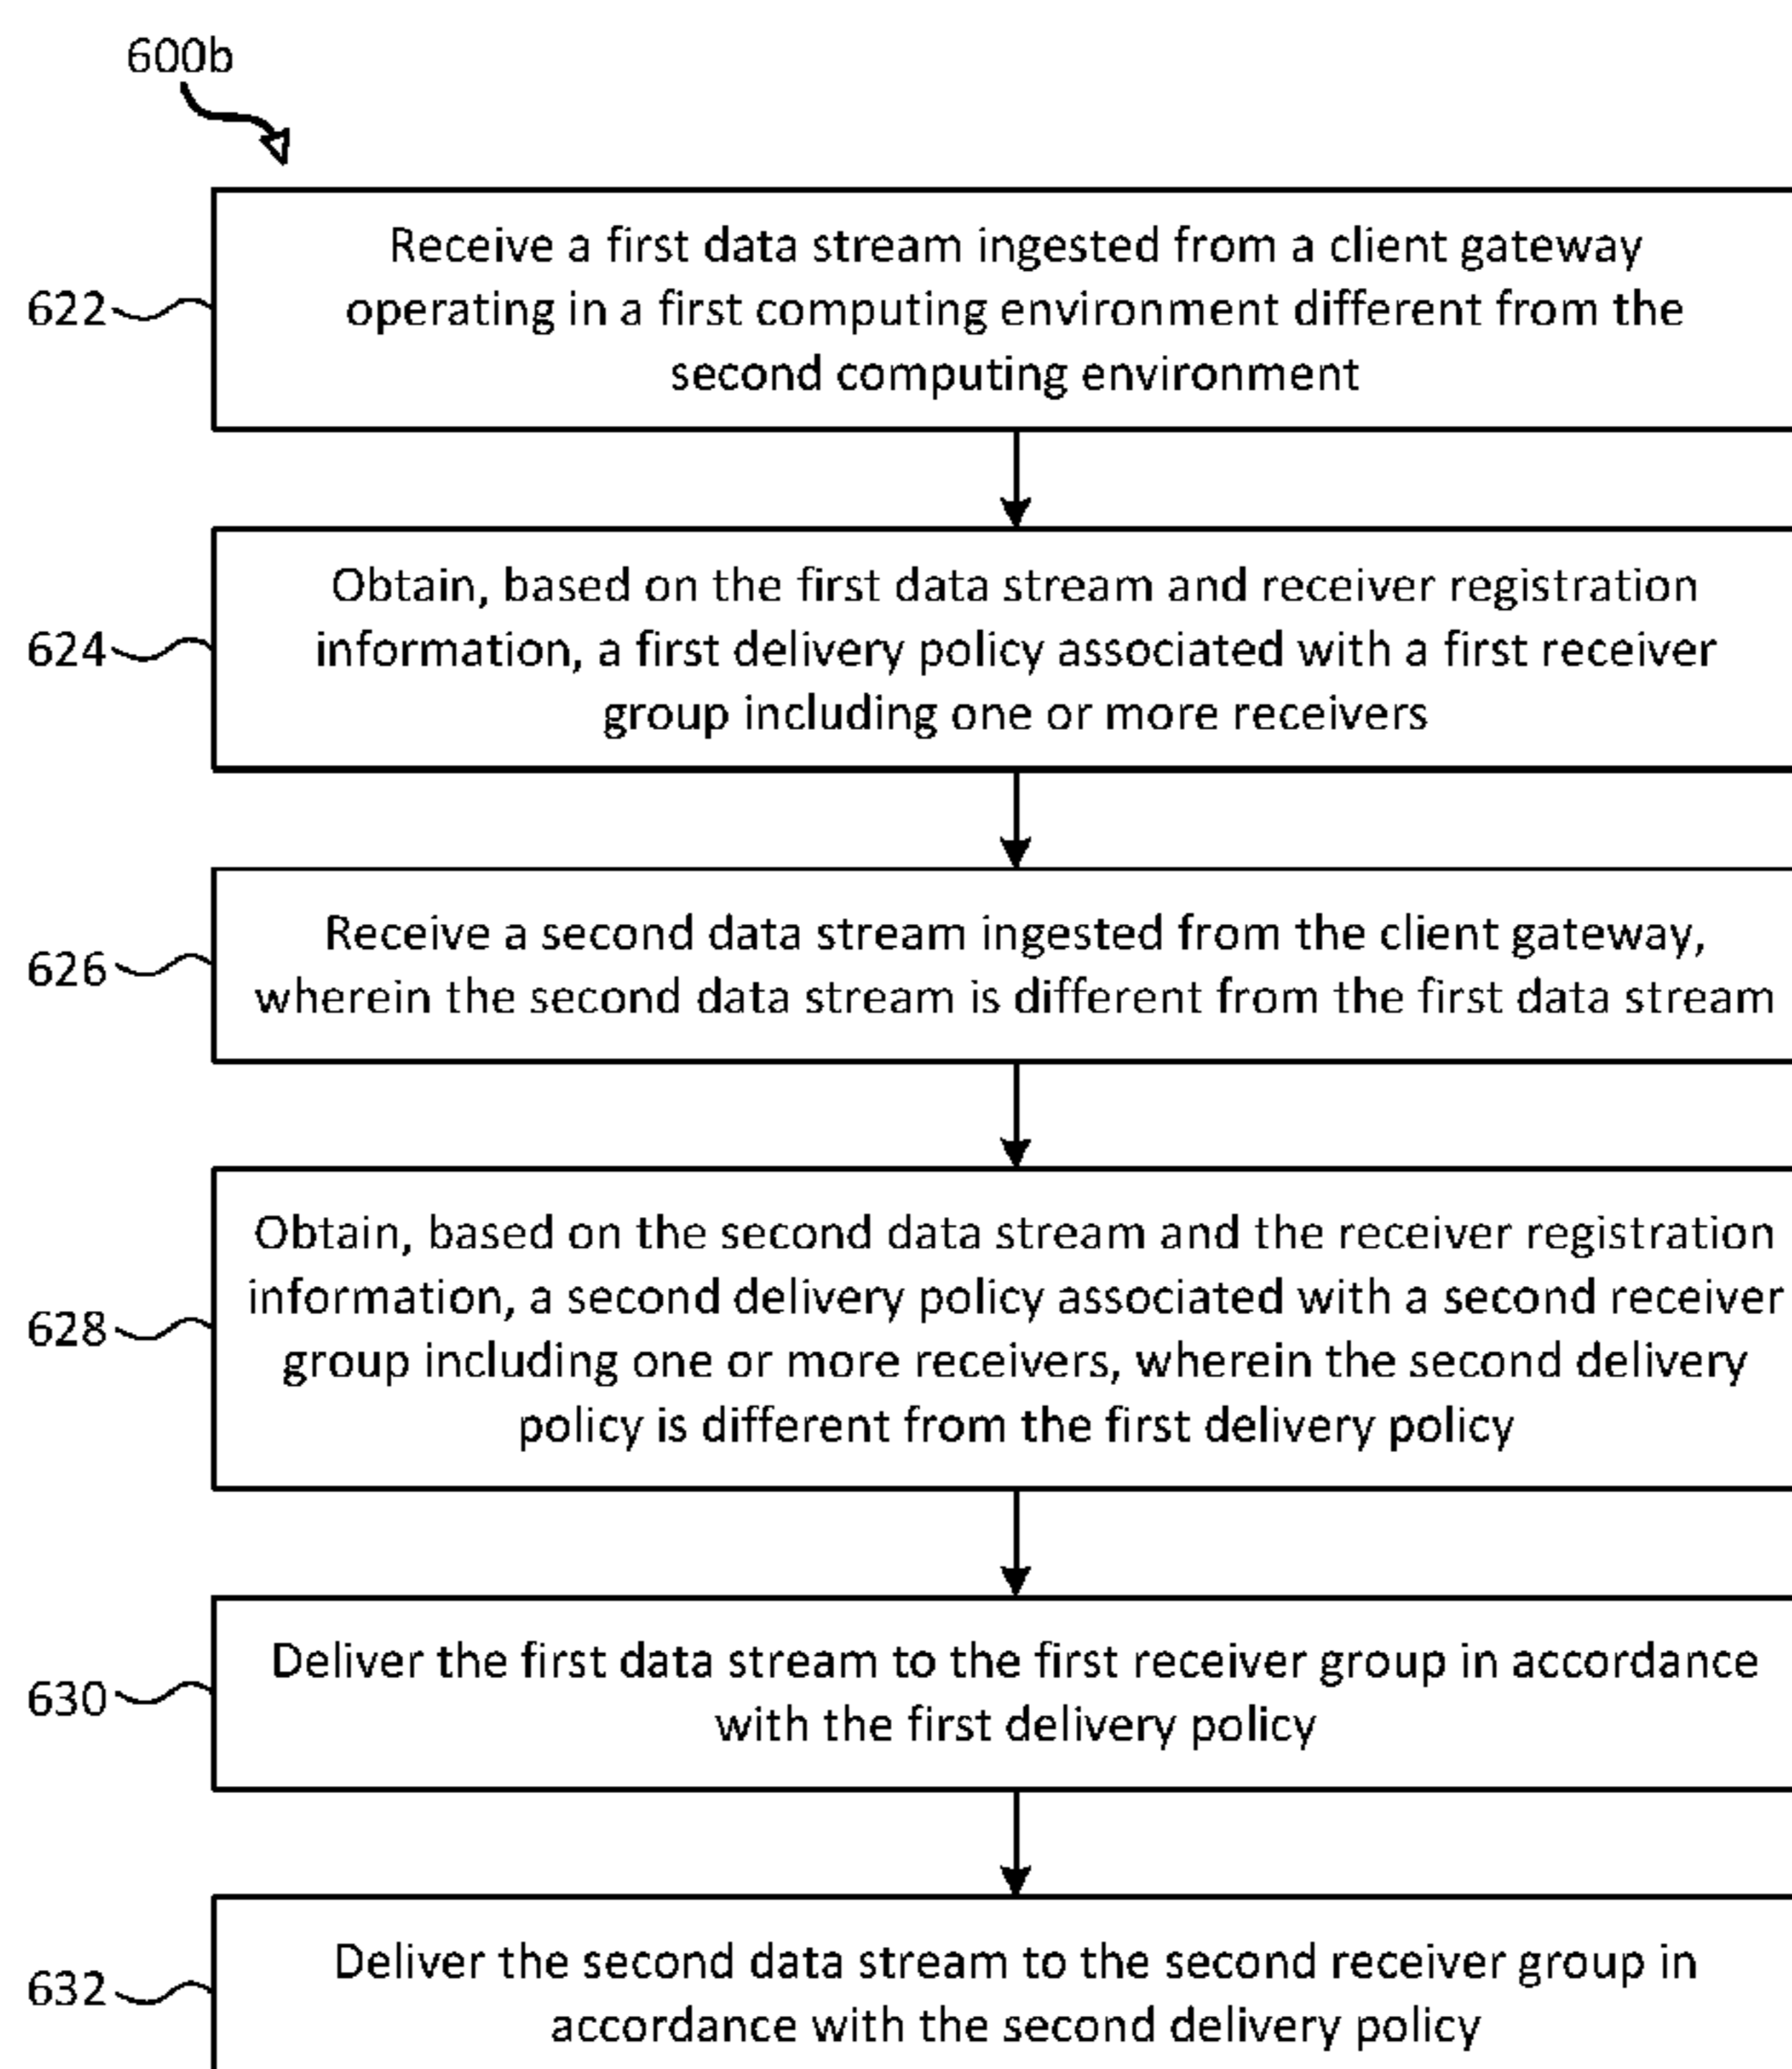 600b
Receive a first data stream ingested from a client gateway
operating in a first computing environment different from the
second computing environment
622
Obtain, based on the first data stream and receiver registration
information, a first delivery policy associated with a first receiver
group including one or more receivers
624
Receive a second data stream ingested from the client gateway,
wherein the second data stream is different from the first data stream
626
Obtain, based on the second data stream and the receiver registration
information, a second delivery policy associated with a second receiver
group including one or more receivers, wherein the second delivery
policy is different from the first delivery policy
628
Deliver the first data stream to the first receiver group in accordance
with the first delivery policy
630
Deliver the second data stream to the second receiver group in
accordance with the second delivery policy
632